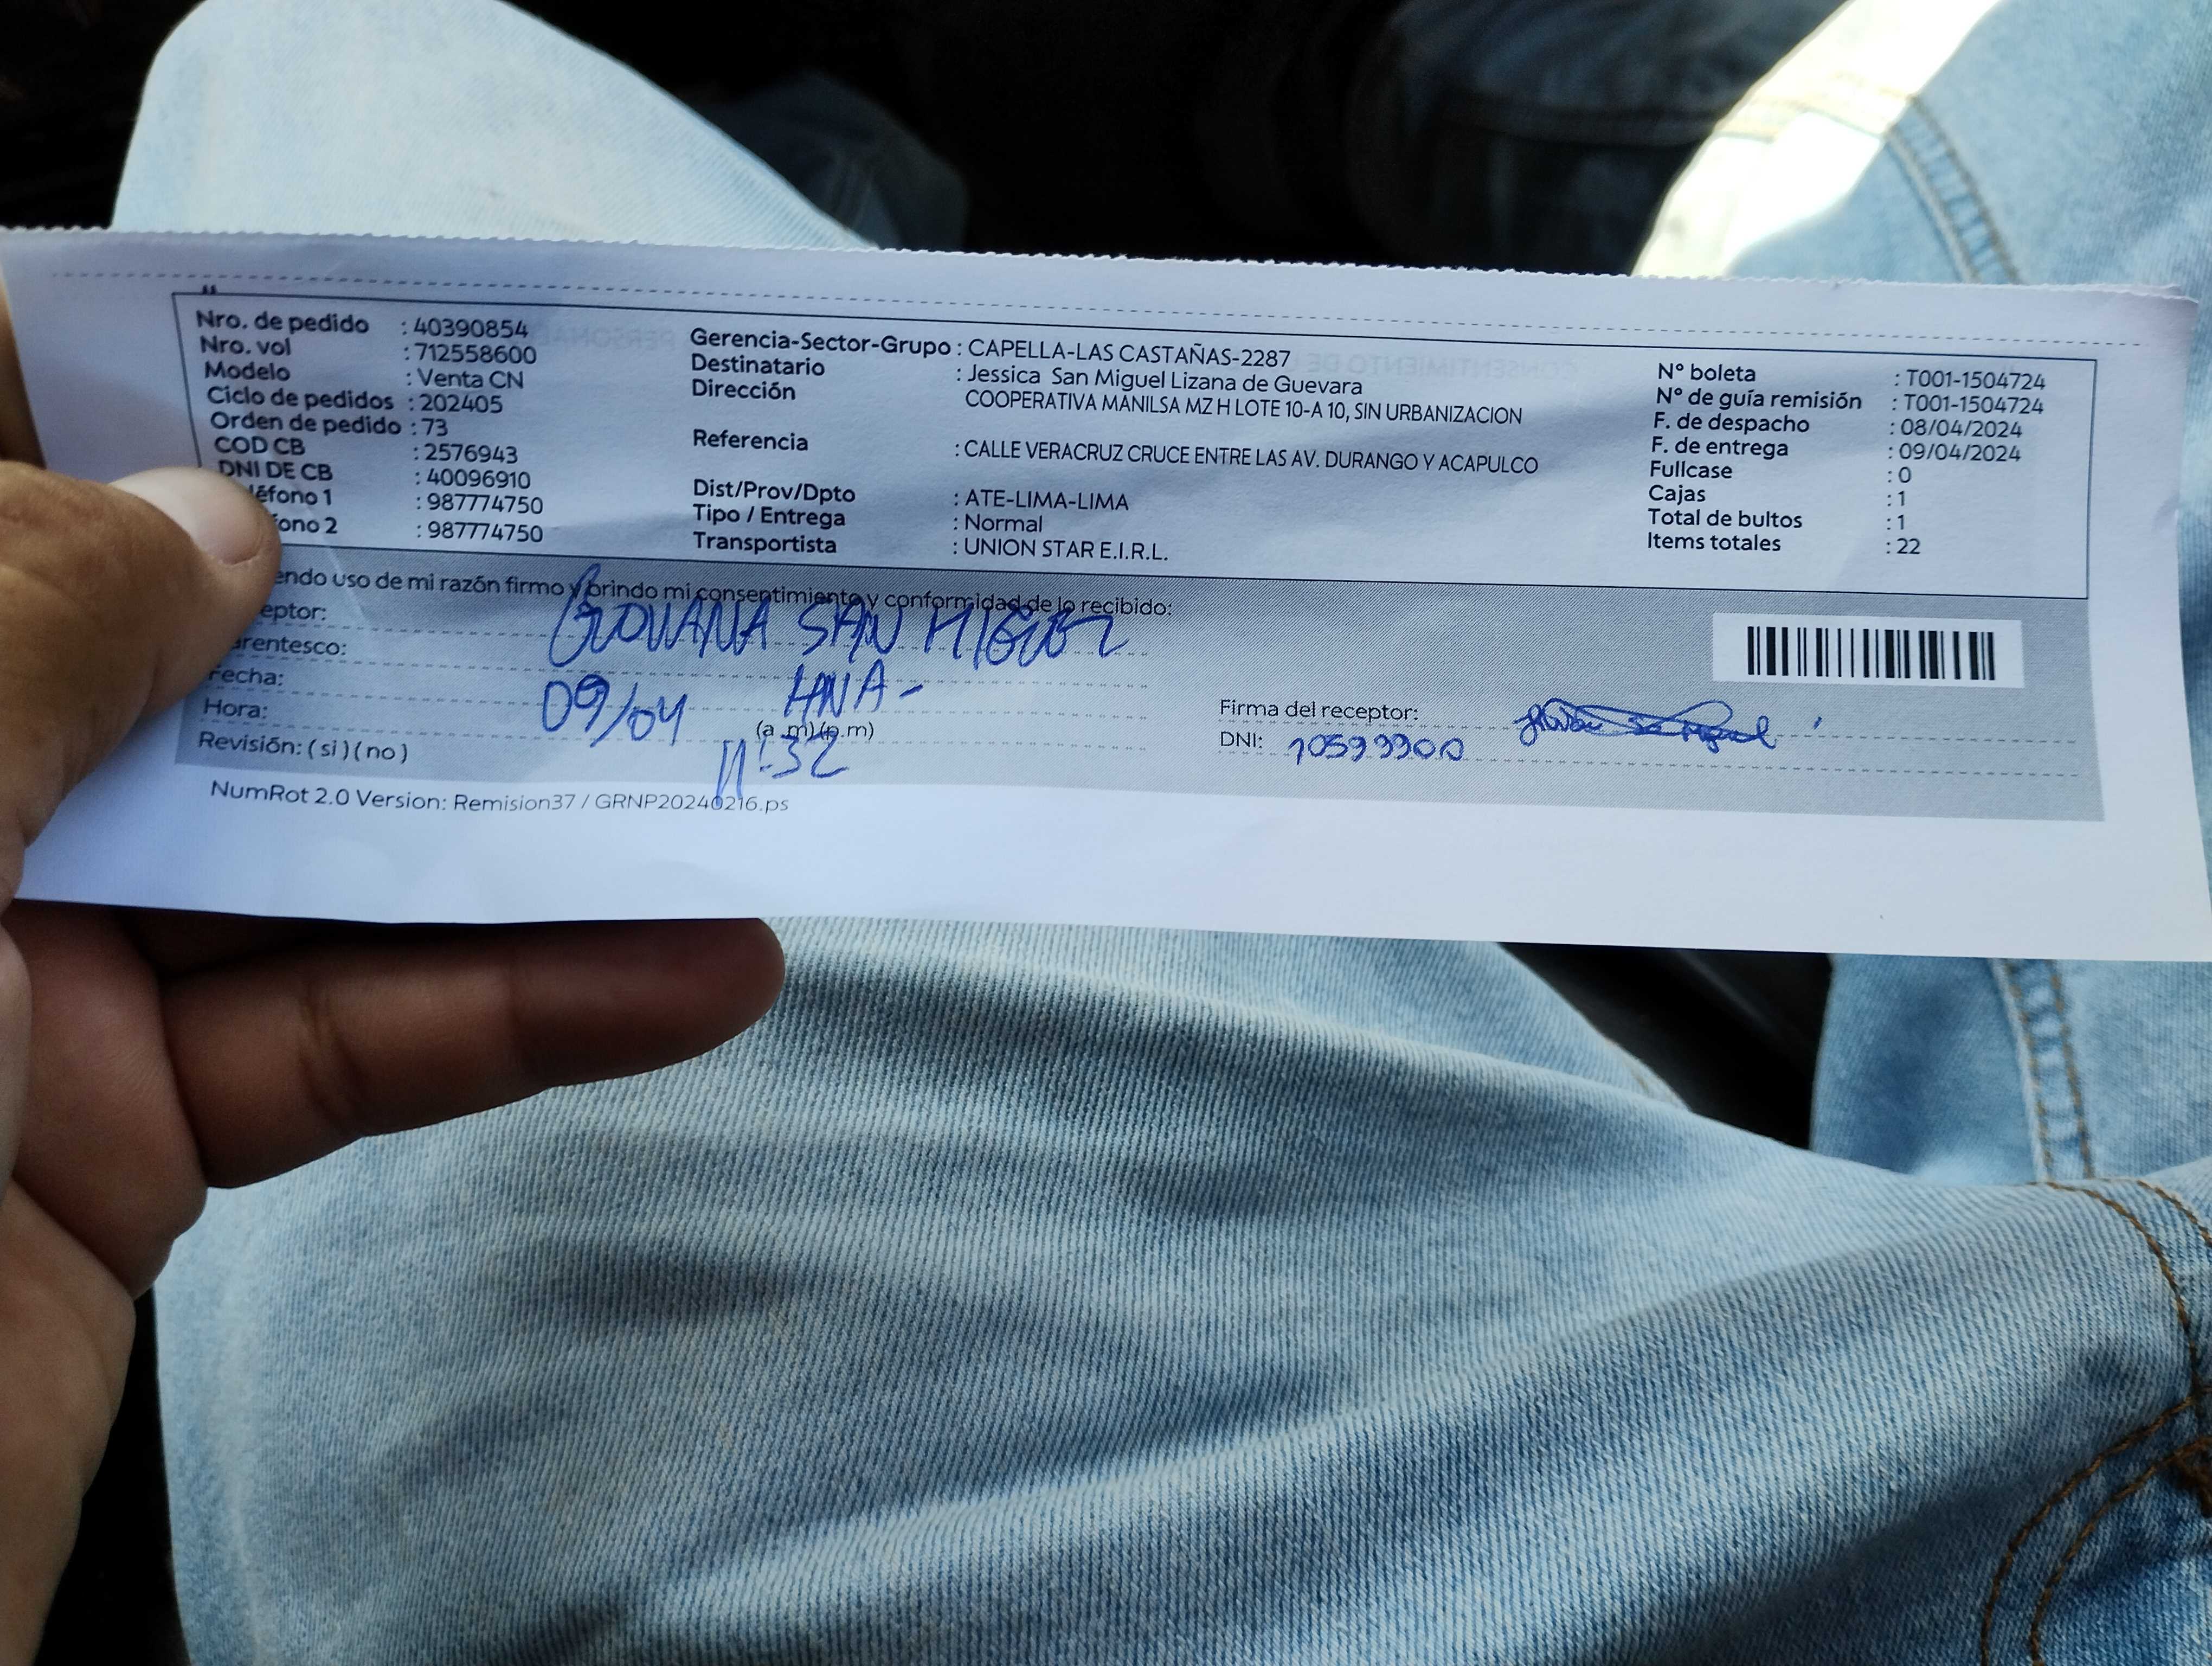 Nro. de pedido : 40390854
Nro. vol : 712558600
Modelo : Venta CN
Ciclo de pedidos : 202405
Orden de pedido : 73
COD CB : 2576943
DNI DE CB : 40096910
léfono 1 : 987774750
fono 2 : 987774750
Gerencia-Sector-Grupo : CAPELLA-LAS CASTAÑAS-2287
Destinatario : Jessica San Miguel Lizana de Guevara
Dirección COOPERATIVA MANILSA MZ H LOTE 10-A 10, SIN URBANIZACION
Referencia : CALLE VERACRUZ CRUCE ENTRE LAS AV. DURANGO Y ACAPULCO
Dist/Prov/Dpto : ATE-LIMA-LIMA
Tipo / Entrega : Normal
Transportista : UNION STAR E.I.R.L.
N° boleta : T001-1504724
N° de guía remisión : T001-1504724
F. de despacho : 08/04/2024
F. de entrega : 09/04/2024
Fullcase : 0
Cajas : 1
Total de bultos : 1
Items totales : 22
endo uso de mi razón firmo y brindo mi consentimiento y conformidad de lo recibido:
eptor: GIOVANA SAN MIGUEL
arentesco: HNA-
Fecha: 09/04
Hora: 11:32 (a.m)(p.m)
Revisión: (si)(no)
Firma del receptor:
DNI: 10599900
NumRot 2.0 Version: Remision37 / GRNP20240216.ps